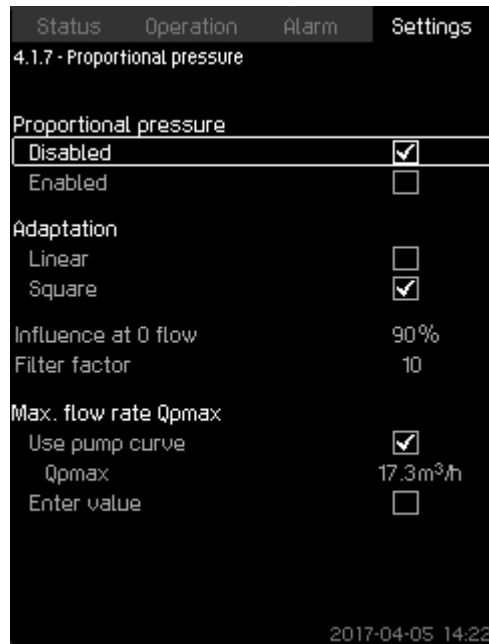 Status Operation Alarm Settings
4.1.7 - Proportional pressure
Proportional pressure
Disabled
Enabled
Adaptation
Linear
Square
Influence at 0 flow 90%
Filter factor 10
Max. flow rate Qpmax
Use pump curve
Qpmax 17.3m³/h
Enter value
2017-04-05 14:22